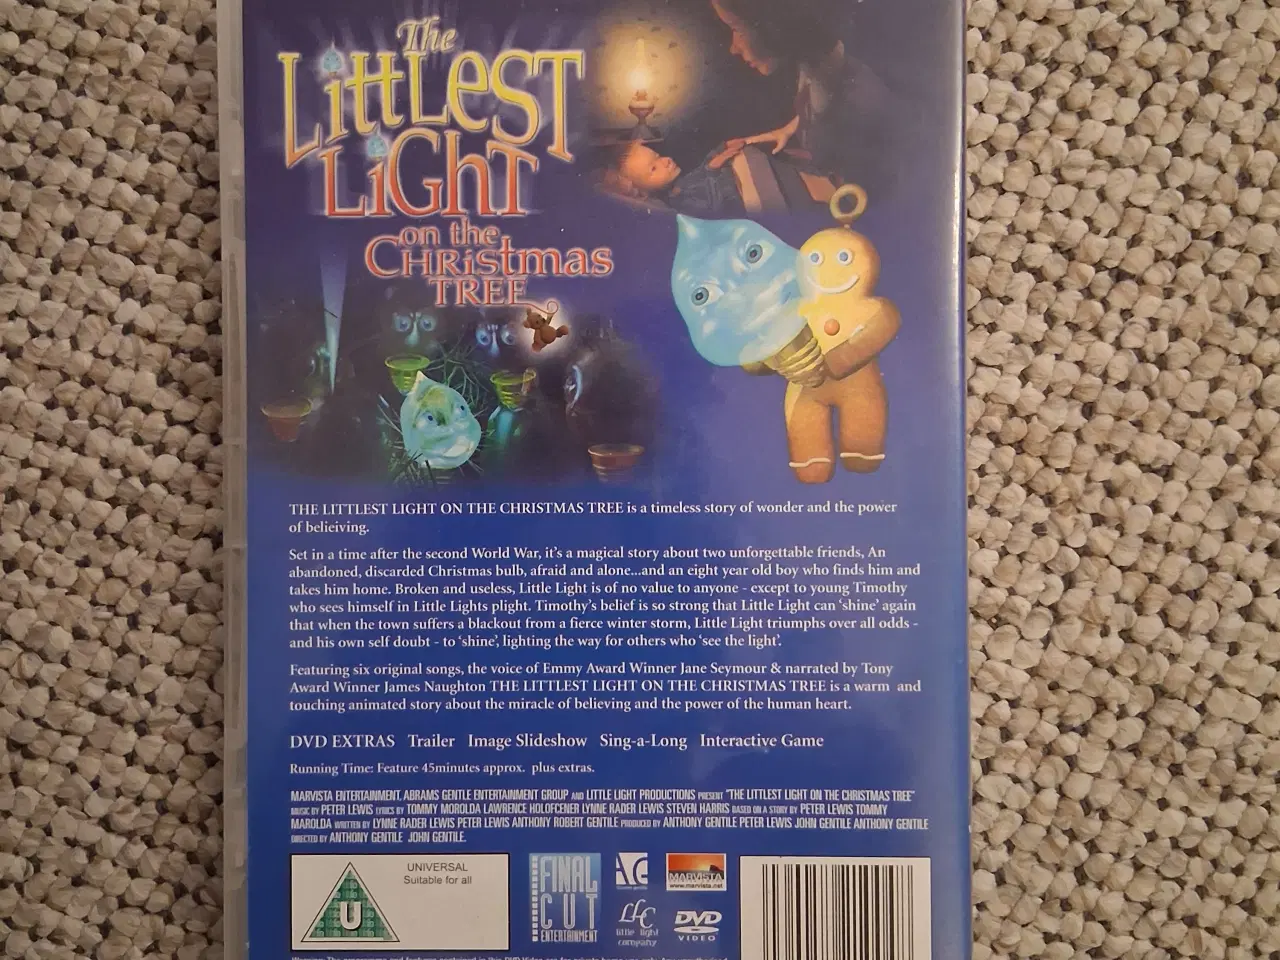 The
LiTTLEST
LiGhT
on the
CHRiStmas
TREE
THE LITTLEST LIGHT ON THE CHRISTMAS TREE is a timeless story of wonder and the power
of beleiving.
Set in a time after the second World War, it's a magical story about two unforgettable friends, An
abandoned, discarded Christmas bulb, afraid and alone...and an eight year old boy who finds him and
takes him home. Broken and useless, Little Light is of no value to anyone - except to young Timothy
who sees himself in Little Lights plight. Timothy's belief is so strong that Little Light can 'shine' again
that when the town suffers a blackout from a fierce winter storm, Little Light triumphs over all odds -
and his own self doubt - to 'shine', lighting the way for others who 'see the light'.
Featuring six original songs, the voice of Emmy Award Winner Jane Seymour & narrated by Tony
Award Winner James Naughton THE LITTLEST LIGHT ON THE CHRISTMAS TREE is a warm and
touching animated story about the miracle of believing and the power of the human heart.
DVD EXTRAS Trailer Image Slideshow Sing-a-Long Interactive Game
Running Time: Feature 45minutes approx. plus extras.
MARVISTA ENTERTAINMENT, ABRAMS GENTLE ENTERTAINMENT GROUP AND LITTLE LIGHT PRODUCTIONS PRESENT "THE LITTLEST LIGHT ON THE CHRISTMAS TREE"
MUSIC BY PETER LEWIS LYRICS BY TOMMY MOROLDA LAWRENCE HOLOFCENER LYNNE RADER LEWIS STEVEN HARRIS BASED ON A STORY BY PETER LEWIS TOMMY
MAROLDA WRITTEN BY LYNNE RADER LEWIS PETER LEWIS ANTHONY ROBERT GENTILE PRODUCED BY ANTHONY GENTILE PETER LEWIS JOHN GENTILE ANTHONY GENTILE
DIRECTED BY ANTHONY GENTILE JOHN GENTILE.
UNIVERSAL
Suitable for all
U
FINAL
CUT
ENTERTAINMENT
AG
MARVISTA
www.marvista.net
LLC
little light
company
DVD
VIDEO